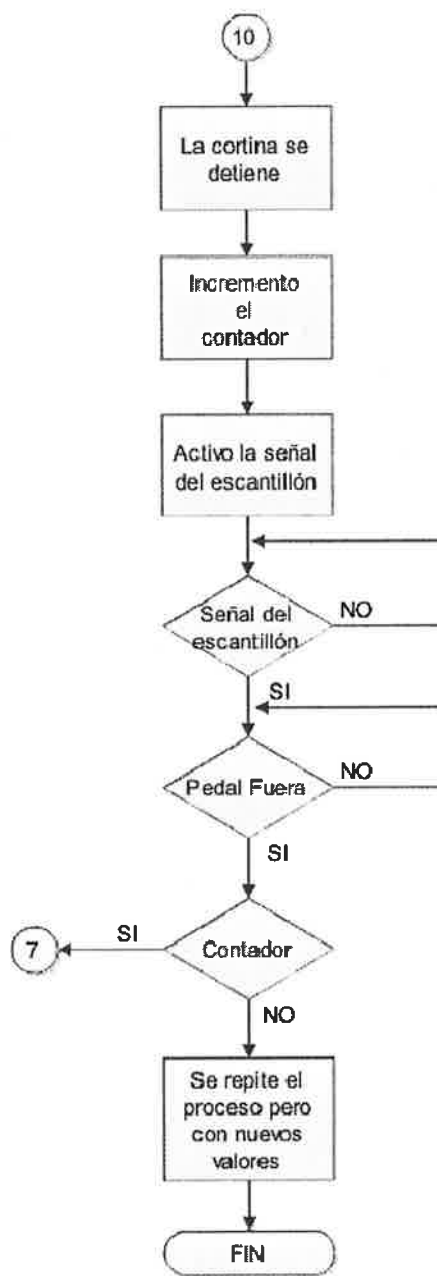 10
La cortina se
detiene
Incremento
el
contador
Activo la señal
del escantillón
Señal del
escantillón
NO
SI
Pedal Fuera
NO
SI
7
SI
Contador
NO
Se repite el
proceso pero
con nuevos
valores
FIN